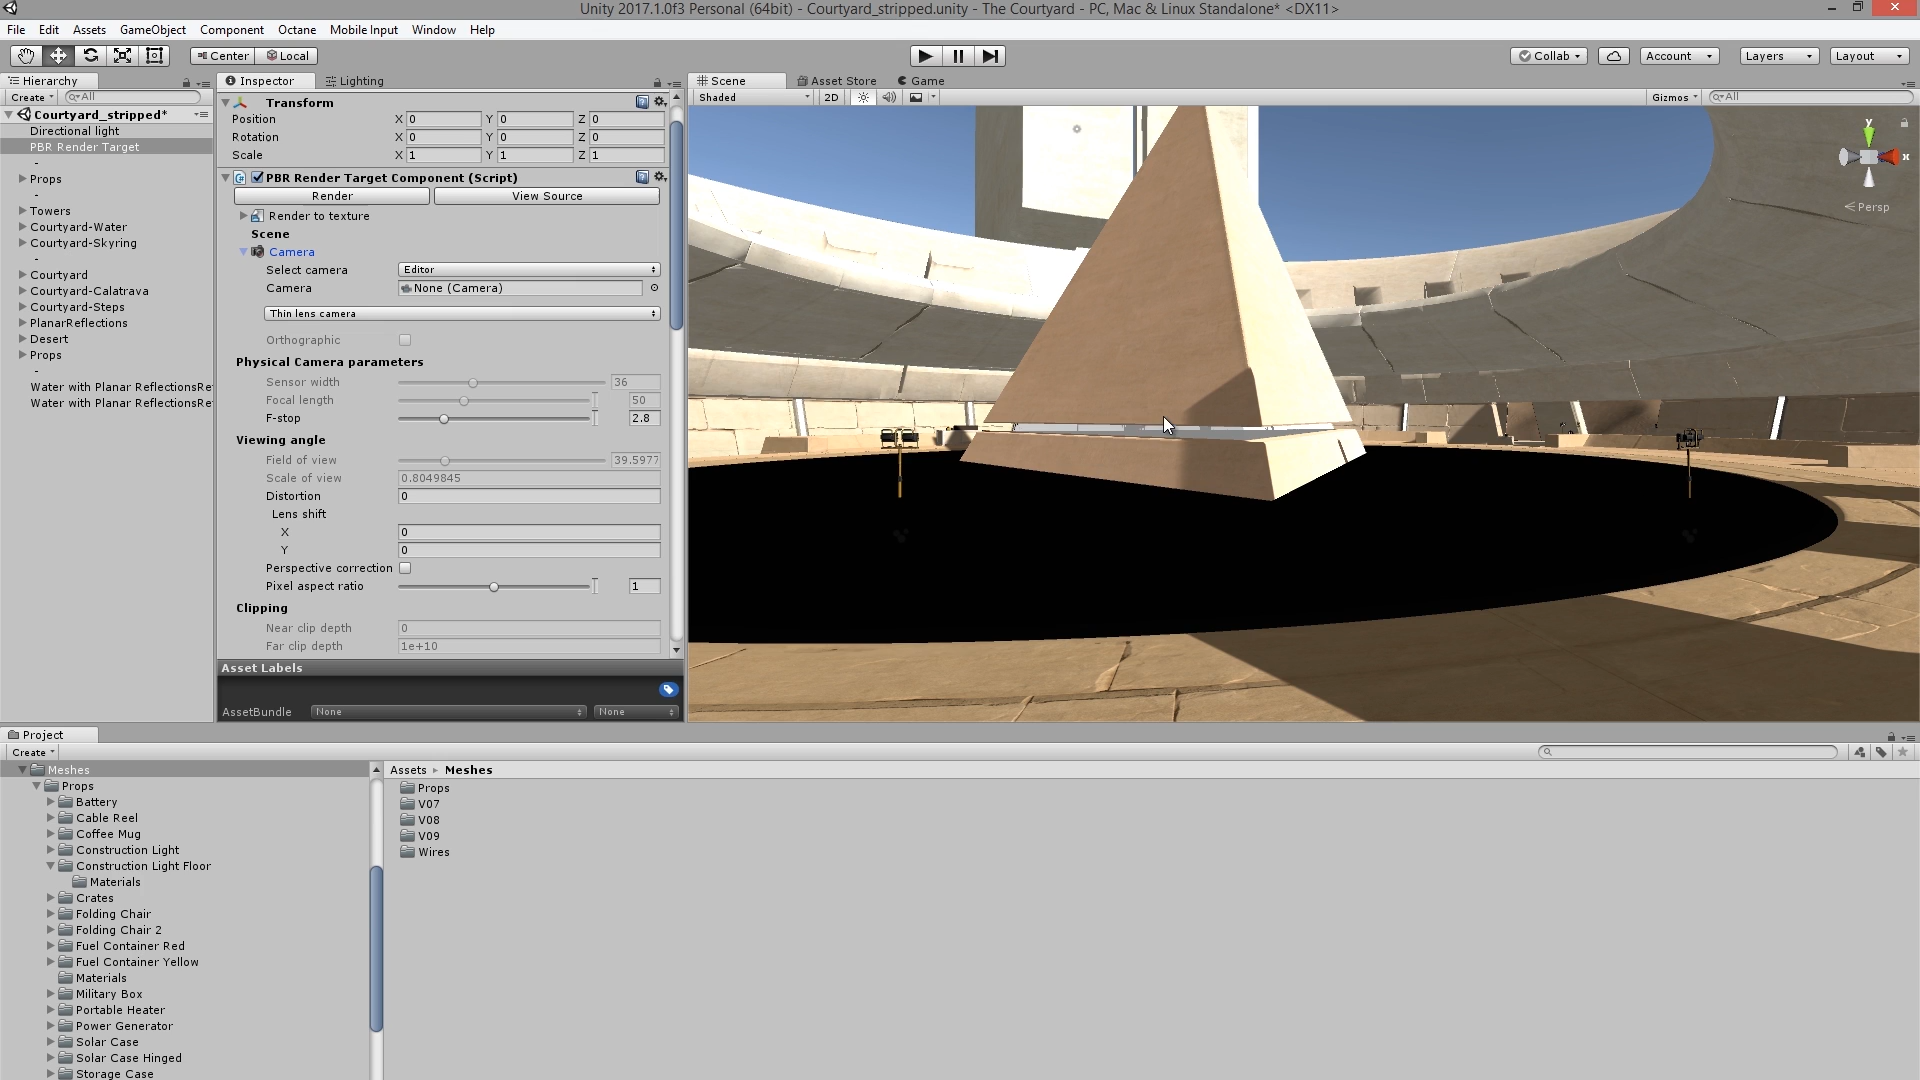 Unity 2017.1.0f3 Personal (64bit) - Courtyard_stripped.unity - The Courtyard - PC, Mac & Linux Standalone* <DX11>
File Edit Assets GameObject Component Octane Mobile Input Window Help
Center Local Collab Account Layers Layout
Hierarchy
Create All
Courtyard_stripped*
Directional light
PBR Render Target
-
Props
-
Towers
Courtyard-Water
Courtyard-Skyring
-
Courtyard
Courtyard-Calatrava
Courtyard-Steps
PlanarReflections
Desert
Props
-
Water with Planar ReflectionsRe
Water with Planar ReflectionsRe
Inspector Lighting
Transform
Position X 0 Y 0 Z 0
Rotation X 0 Y 0 Z 0
Scale X 1 Y 1 Z 1
PBR Render Target Component (Script)
Render View Source
Render to texture
Scene
Camera
Select camera Editor
Camera None (Camera)
Thin lens camera
Orthographic
Physical Camera parameters
Sensor width 36
Focal length 50
F-stop 2.8
Viewing angle
Field of view 39.5977
Scale of view 0.8049845
Distortion 0
Lens shift
X 0
Y 0
Perspective correction
Pixel aspect ratio 1
Clipping
Near clip depth 0
Far clip depth 1e+10
Asset Labels
AssetBundle None None
Scene Asset Store Game
Shaded 2D Gizmos All
y
x
Persp
Project
Create
Meshes
Props
Battery
Cable Reel
Coffee Mug
Construction Light
Construction Light Floor
Materials
Crates
Folding Chair
Folding Chair 2
Fuel Container Red
Fuel Container Yellow
Materials
Military Box
Portable Heater
Power Generator
Solar Case
Solar Case Hinged
Storage Case
Assets Meshes
Props
V07
V08
V09
Wires